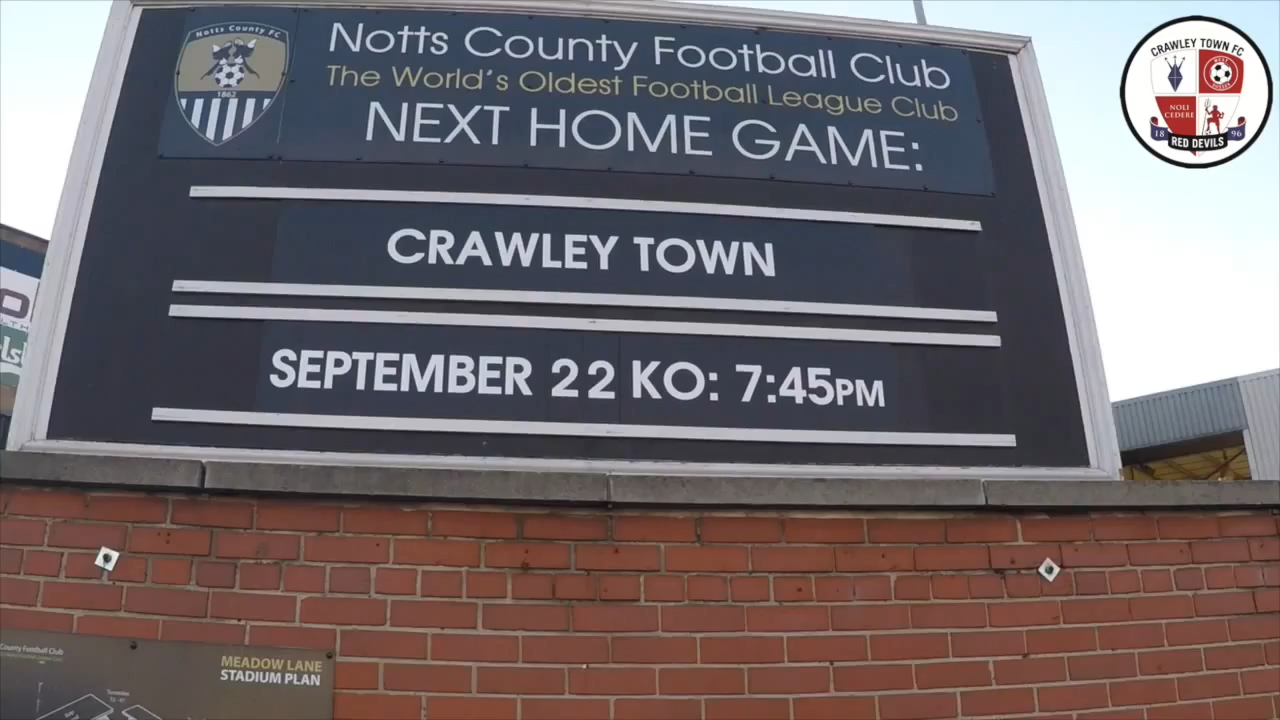 Notts County FC
1862
Notts County Football Club
The World's Oldest Football League Club
NEXT HOME GAME:
CRAWLEY TOWN
SEPTEMBER 22 KO: 7:45PM
CRAWLEY TOWN FC
WEST SUSSEX
NOLI CEDERE
18 96
RED DEVILS
County Football Club
MEADOW LANE
STADIUM PLAN